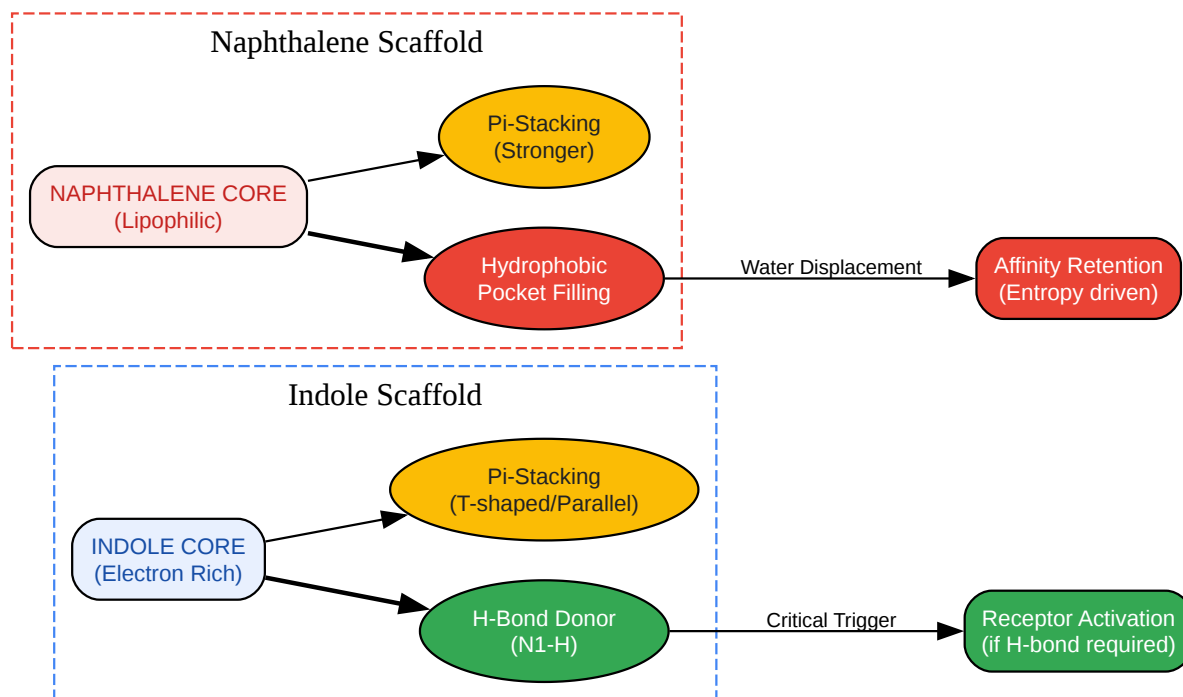 Naphthalene Scaffold
Pi-Stacking
(Stronger)
NAPHTHALENE CORE
(Lipophilic)
Hydrophobic
Pocket Filling
Water Displacement
Affinity Retention
(Entropy driven)
Indole Scaffold
Pi-Stacking
(T-shaped/Parallel)
INDOLE CORE
(Electron Rich)
H-Bond Donor
(N1-H)
Critical Trigger
Receptor Activation
(if H-bond required)